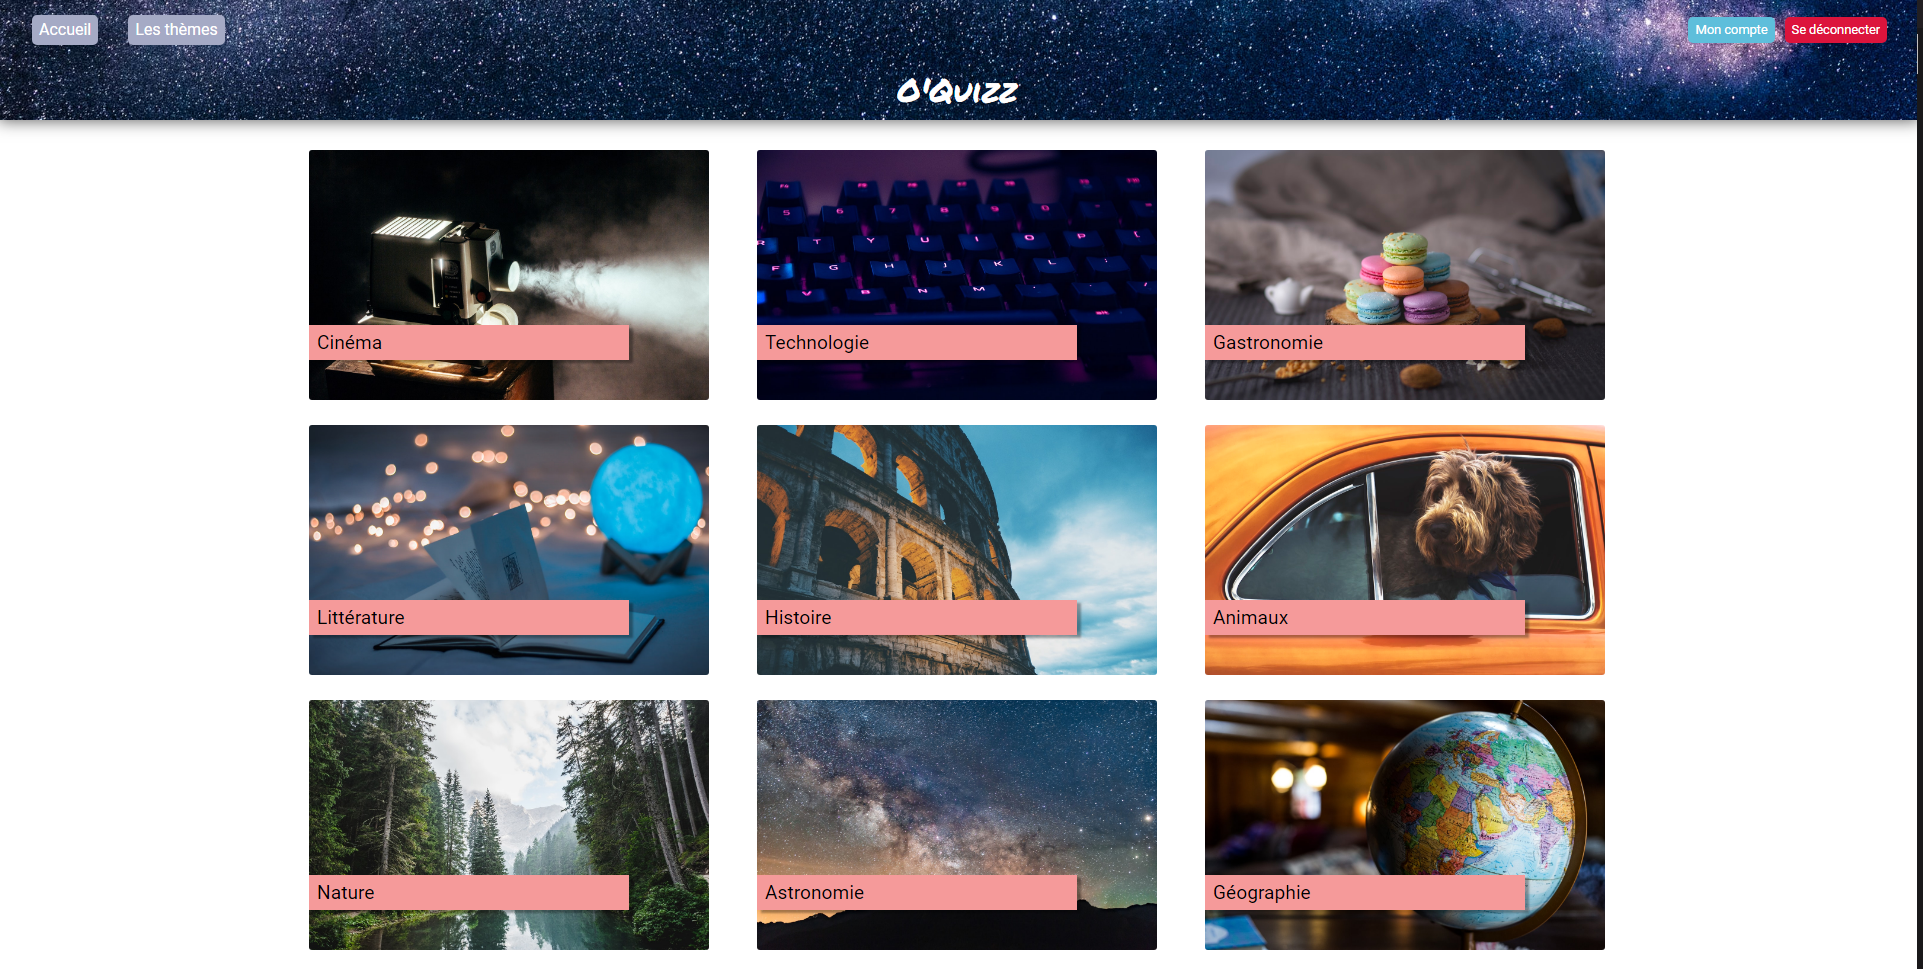 Accueil
Les thèmes
Mon compte
Se déconnecter
O'Quizz
Cinéma
Technologie
Gastronomie
Littérature
Histoire
Animaux
Nature
Astronomie
Géographie